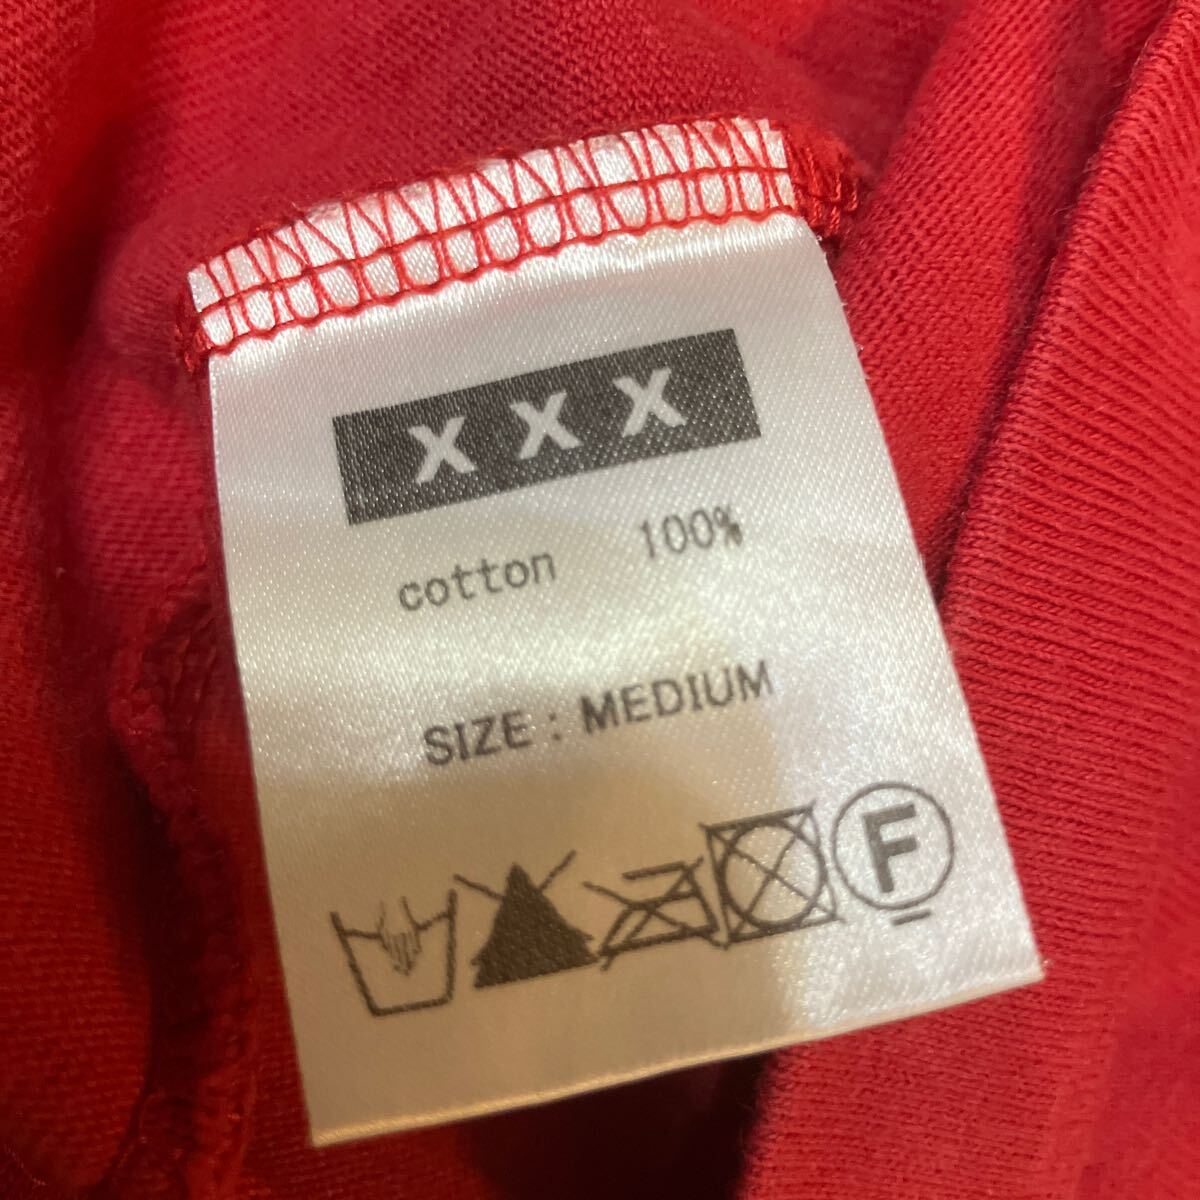 XXX
cotton 100%
SIZE : MEDIUM
F